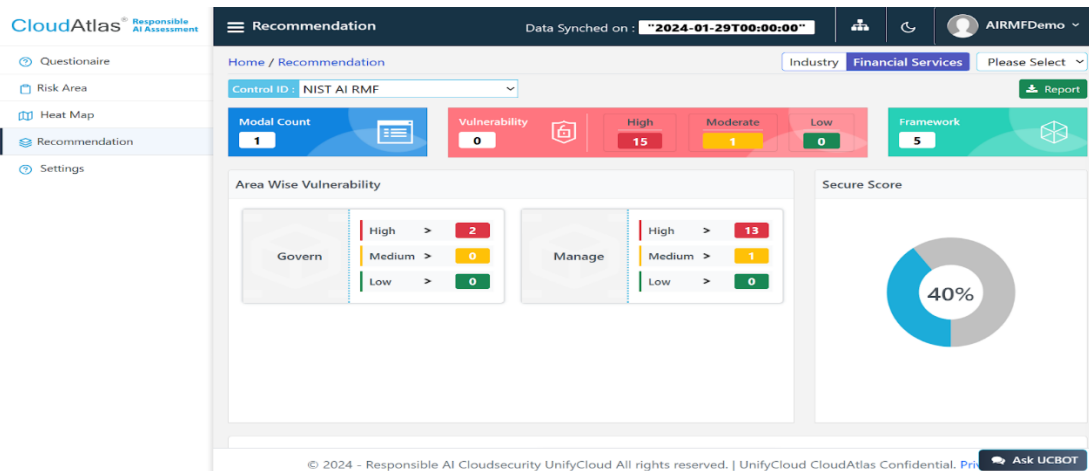 CloudAtlas® Responsible AI Assessment
Recommendation
Data Synched on : "2024-01-29T00:00:00"
AIRMFDemo
Questionaire
Risk Area
Heat Map
Recommendation
Settings
Home / Recommendation
Industry Financial Services Please Select
Control ID : NIST AI RMF
Report
Modal Count
1
Vulnerability
0
High
15
Moderate
1
Low
0
Framework
5
Area Wise Vulnerability
Govern
High > 2
Medium > 0
Low > 0
Manage
High > 13
Medium > 1
Low > 0
Secure Score
40%
© 2024 - Responsible AI Cloudsecurity UnifyCloud All rights reserved. | UnifyCloud CloudAtlas Confidential. Pri
Ask UCBOT